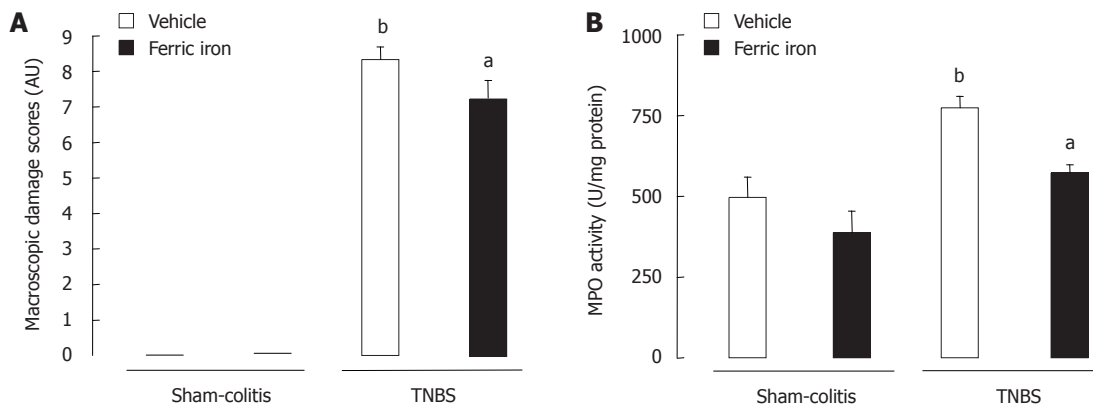 A
Vehicle
Ferric iron
Macroscopic damage scores (AU)
9
8
7
6
5
4
3
2
1
0
b
a
Sham-colitis
TNBS
B
Vehicle
Ferric iron
MPO activity (U/mg protein)
1000
750
500
250
0
b
a
Sham-colitis
TNBS